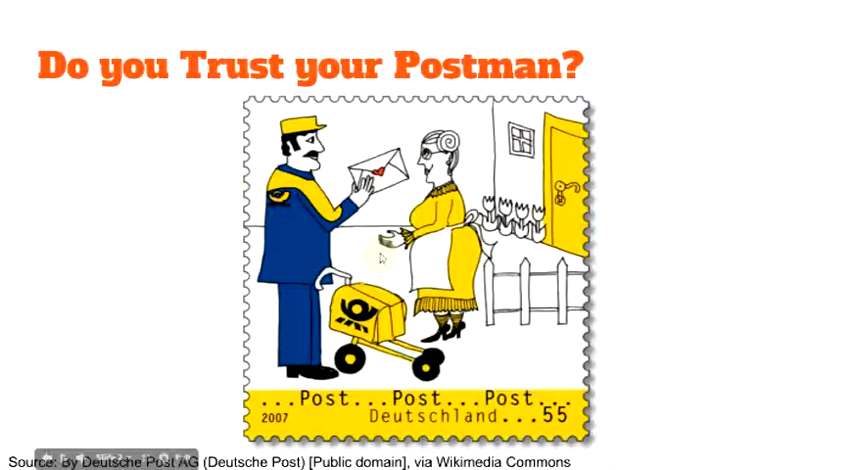 Do you Trust your Postman?
...Post...Post...Post...
2007
Deutschland...55
Source: By Deutsche Post AG (Deutsche Post) [Public domain], via Wikimedia Commons